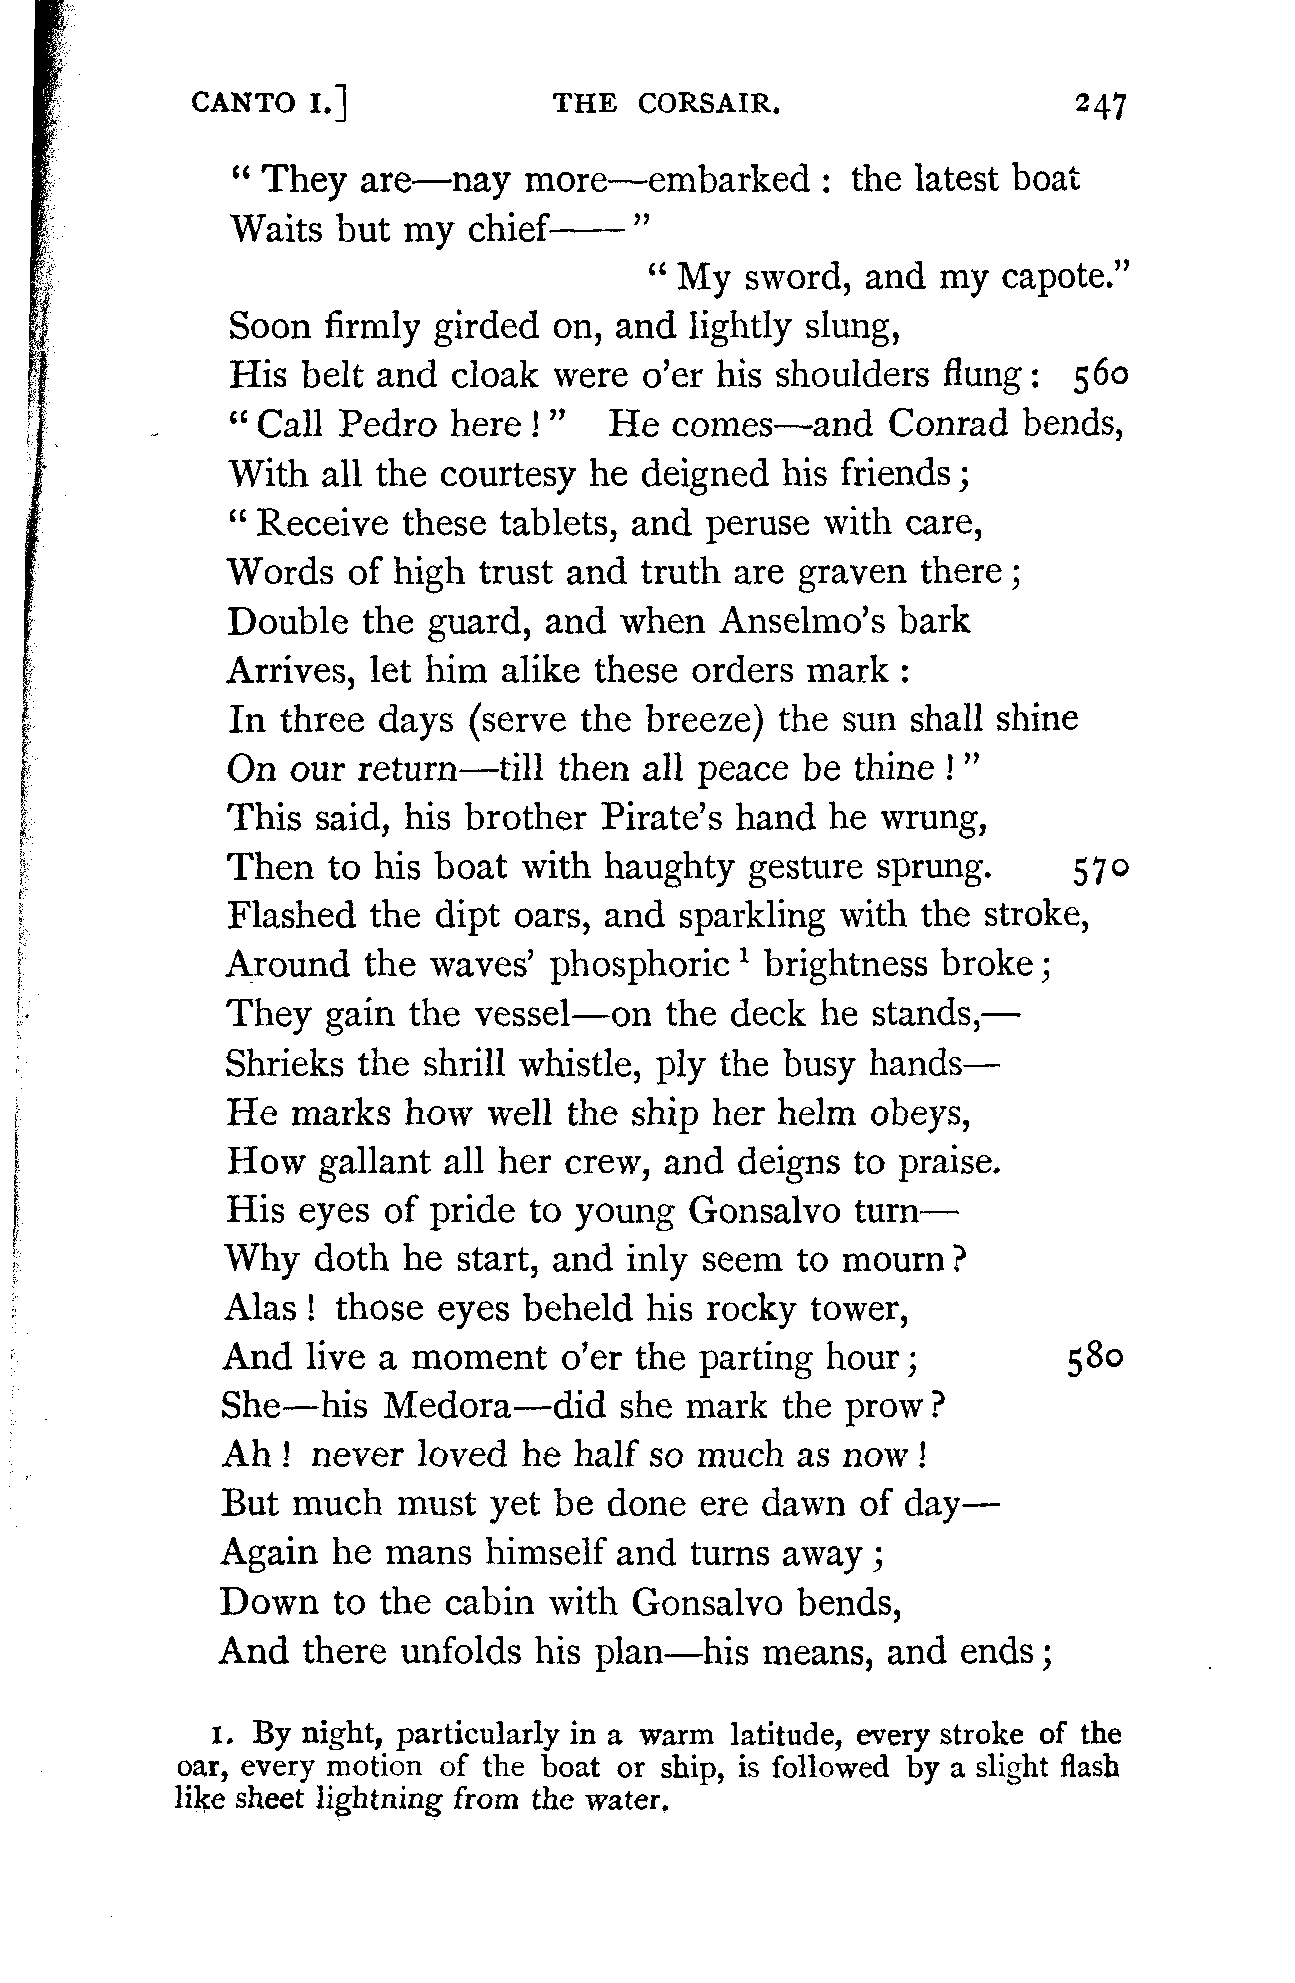 CANTO I.] THE CORSAIR. 247
“ They are—nay more—embarked : the latest boat
Waits but my chief—— ”
“ My sword, and my capote.”
Soon firmly girded on, and lightly slung,
His belt and cloak were o’er his shoulders flung : 560
“ Call Pedro here ! ” He comes—and Conrad bends,
With all the courtesy he deigned his friends ;
“ Receive these tablets, and peruse with care,
Words of high trust and truth are graven there ;
Double the guard, and when Anselmo’s bark
Arrives, let him alike these orders mark :
In three days (serve the breeze) the sun shall shine
On our return—till then all peace be thine ! ”
This said, his brother Pirate’s hand he wrung,
Then to his boat with haughty gesture sprung. 570
Flashed the dipt oars, and sparkling with the stroke,
Around the waves’ phosphoric ¹ brightness broke ;
They gain the vessel—on the deck he stands,—
Shrieks the shrill whistle, ply the busy hands—
He marks how well the ship her helm obeys,
How gallant all her crew, and deigns to praise.
His eyes of pride to young Gonsalvo turn—
Why doth he start, and inly seem to mourn ?
Alas ! those eyes beheld his rocky tower,
And live a moment o’er the parting hour ; 580
She—his Medora—did she mark the prow ?
Ah ! never loved he half so much as now !
But much must yet be done ere dawn of day—
Again he mans himself and turns away ;
Down to the cabin with Gonsalvo bends,
And there unfolds his plan—his means, and ends ;
1. By night, particularly in a warm latitude, every stroke of the
oar, every motion of the boat or ship, is followed by a slight flash
like sheet lightning from the water.